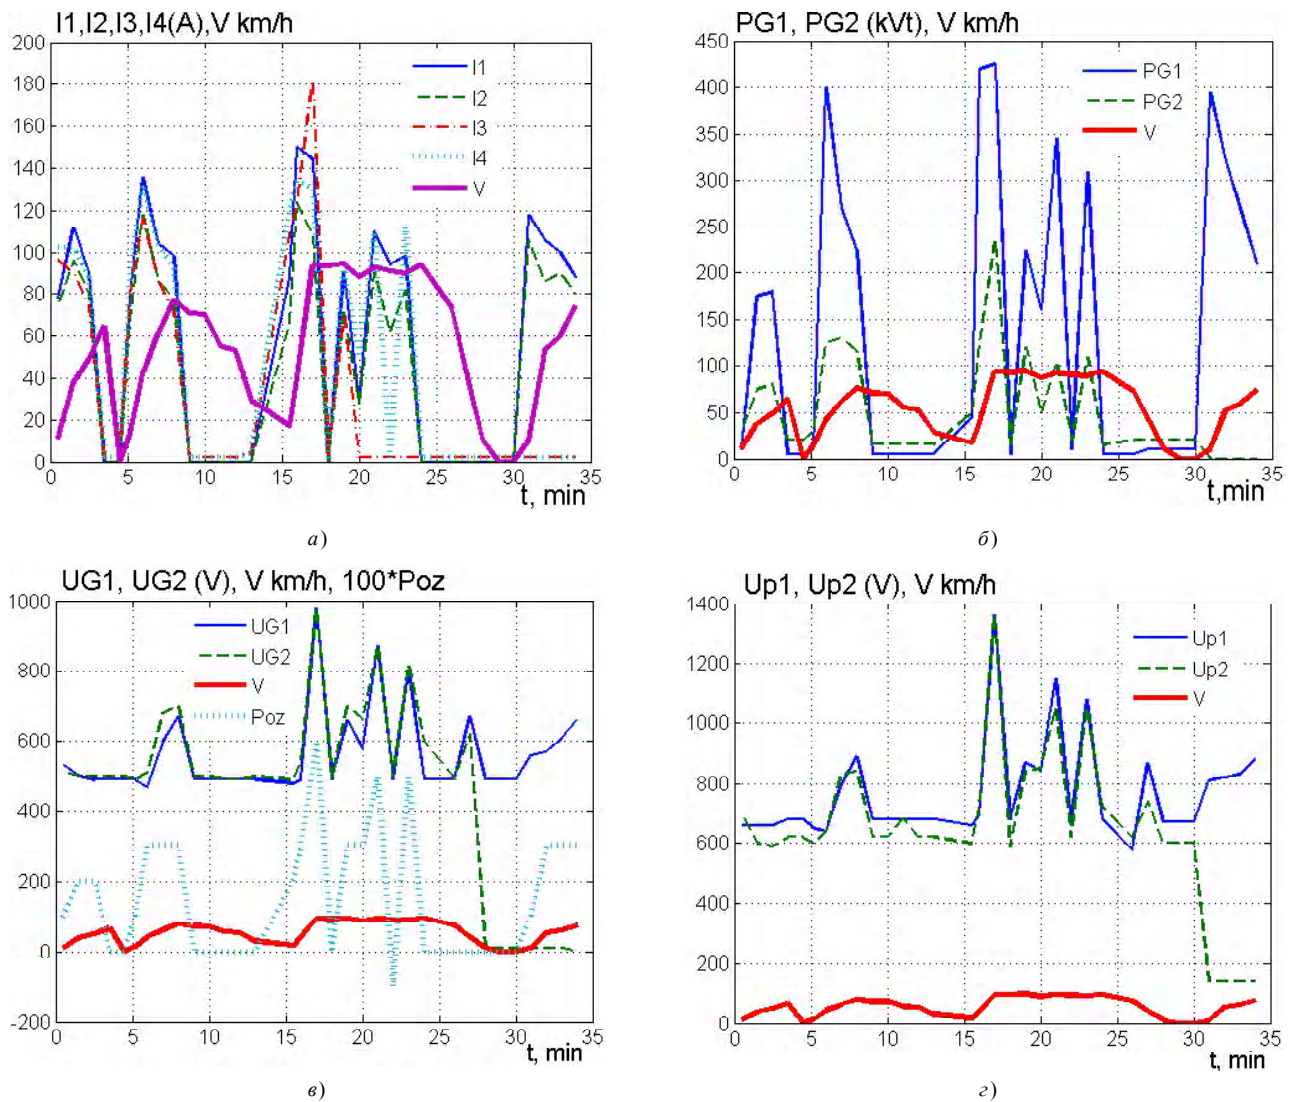 I1,I2,I3,I4(A),V km/h
200
180
160
140
120
100
80
60
40
20
0
0 5 10 15 20 25 30 35
I1
I2
I3
I4
V
t, min
а)
PG1, PG2 (kVt), V km/h
450
400
350
300
250
200
150
100
50
0
0 5 10 15 20 25 30 35
PG1
PG2
V
t,min
б)
UG1, UG2 (V), V km/h, 100*Poz
1000
800
600
400
200
0
-200
0 5 10 15 20 25 30 35
UG1
UG2
V
Poz
t, min
в)
Up1, Up2 (V), V km/h
1400
1200
1000
800
600
400
200
0
0 5 10 15 20 25 30 35
Up1
Up2
V
t, min
г)